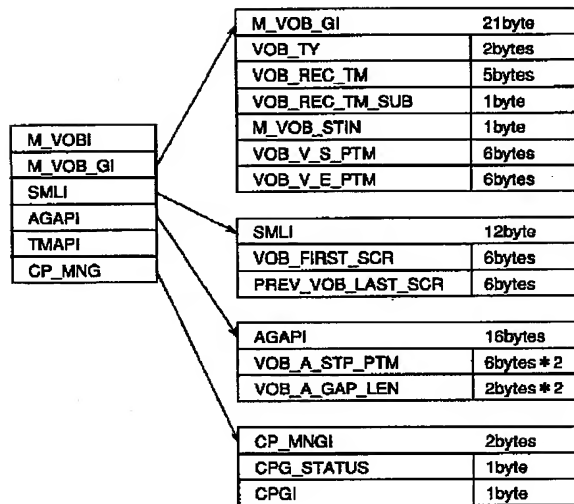 M_VOBI
M_VOB_GI
SMLI
AGAPI
TMAPI
CP_MNG
M_VOB_GI 21byte
VOB_TY 2bytes
VOB_REC_TM 5bytes
VOB_REC_TM_SUB 1byte
M_VOB_STIN 1byte
VOB_V_S_PTM 6bytes
VOB_V_E_PTM 6bytes
SMLI 12byte
VOB_FIRST_SCR 6bytes
PREV_VOB_LAST_SCR 6bytes
AGAPI 16bytes
VOB_A_STP_PTM 6bytes*2
VOB_A_GAP_LEN 2bytes*2
CP_MNGI 2bytes
CPG_STATUS 1byte
CPGI 1byte